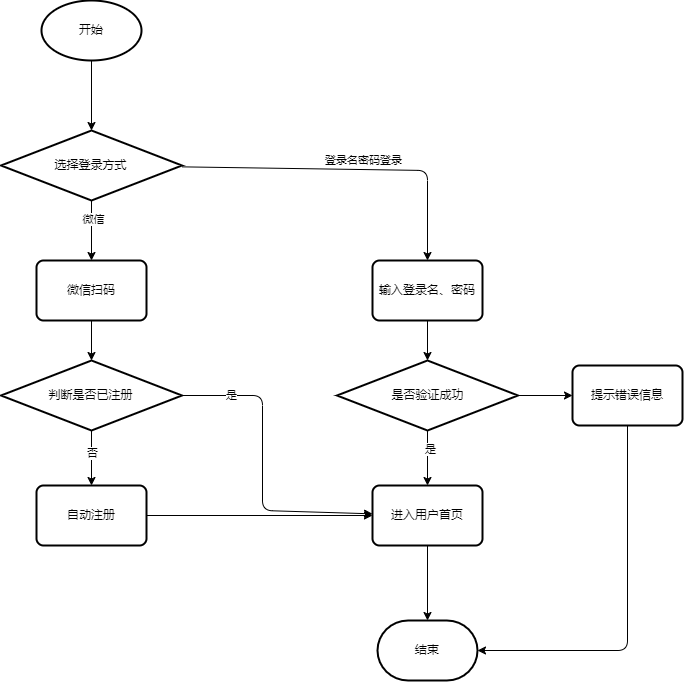 开始
选择登录方式
登录名密码登录
微信
微信扫码
输入登录名、密码
判断是否已注册
是
是否验证成功
提示错误信息
否
是
自动注册
进入用户首页
结束